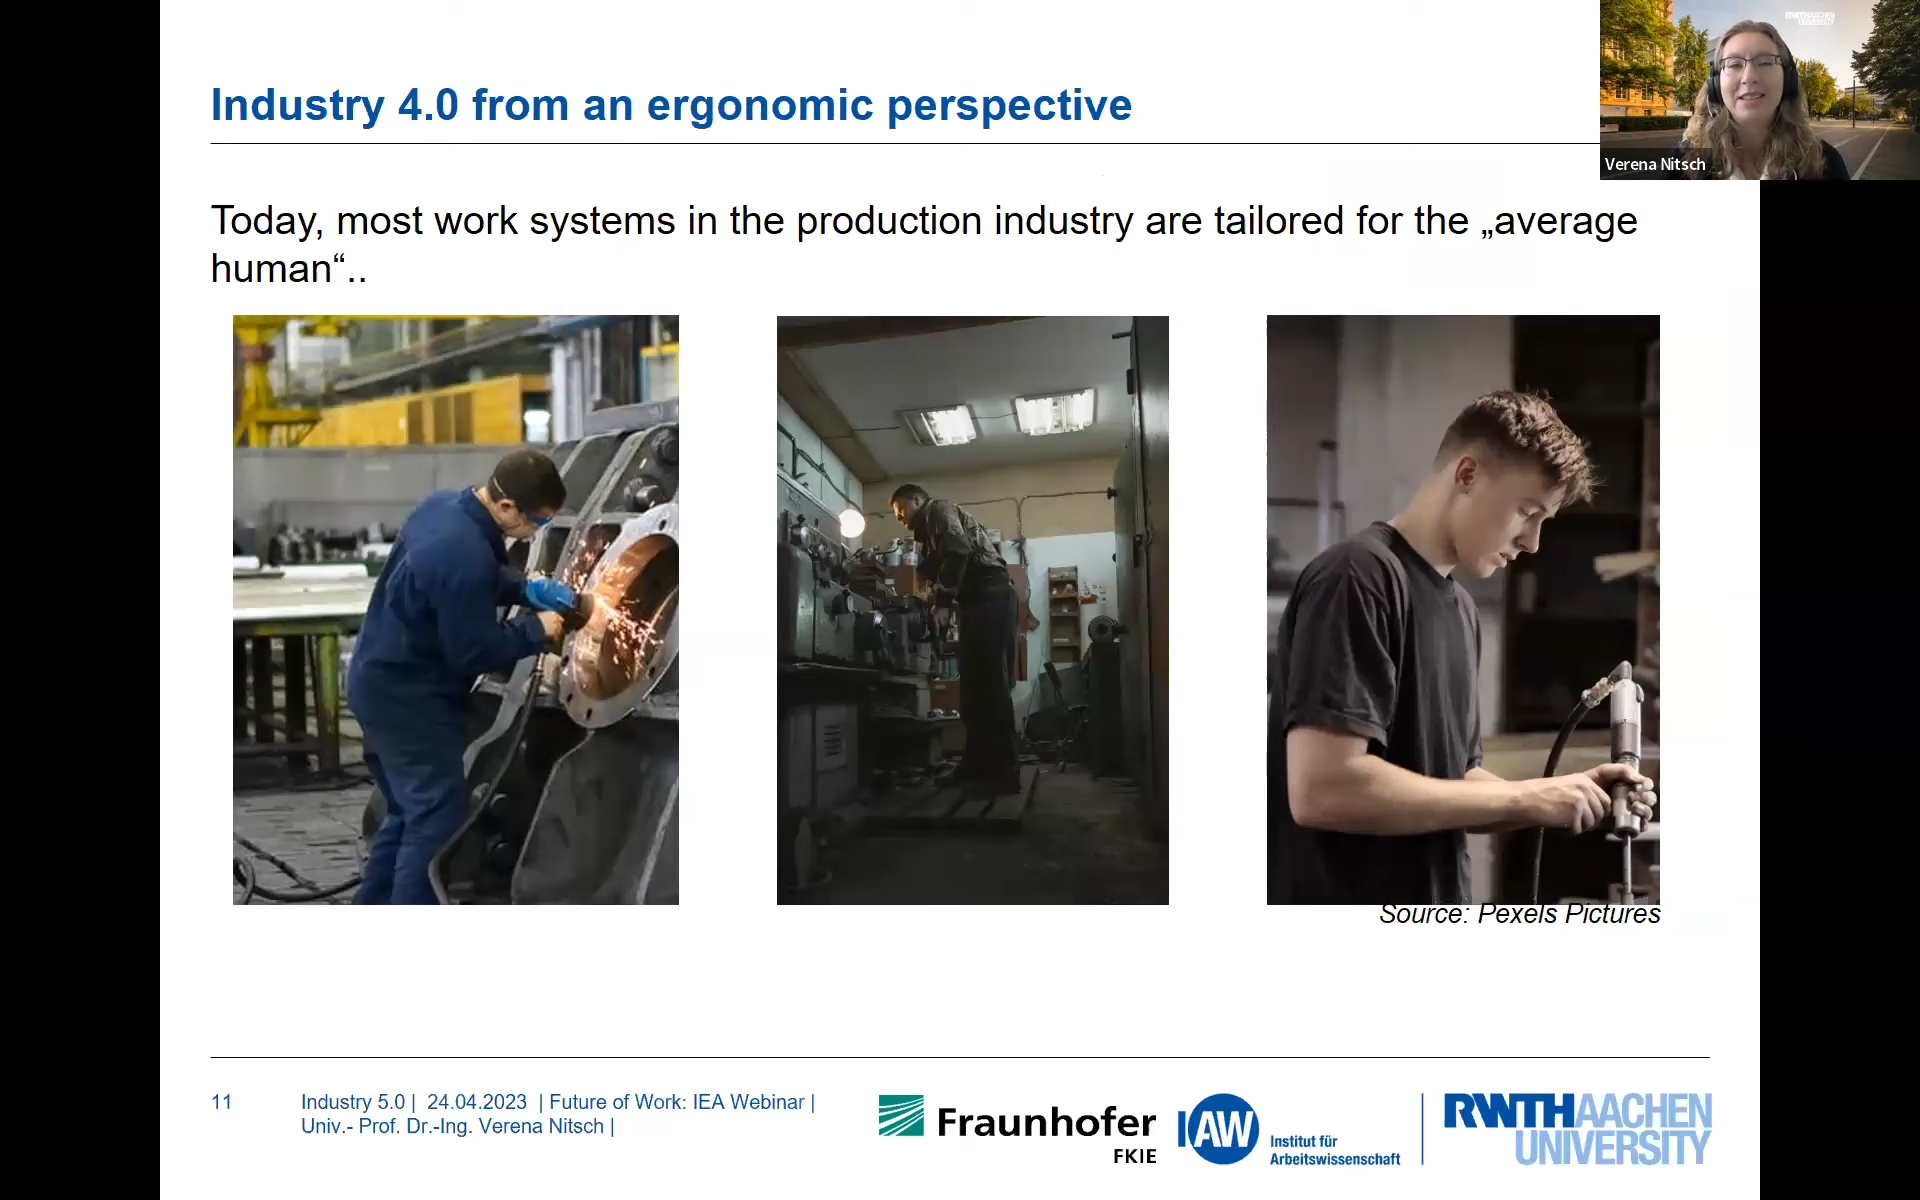 RWTHAACHEN
UNIVERSITY
Verena Nitsch
Industry 4.0 from an ergonomic perspective
Today, most work systems in the production industry are tailored for the „average
human“..
Source: Pexels Pictures
11
Industry 5.0 | 24.04.2023 | Future of Work: IEA Webinar |
Univ.- Prof. Dr.-Ing. Verena Nitsch |
Fraunhofer
FKIE
IAW
Institut für
Arbeitswissenschaft
RWTHAACHEN
UNIVERSITY